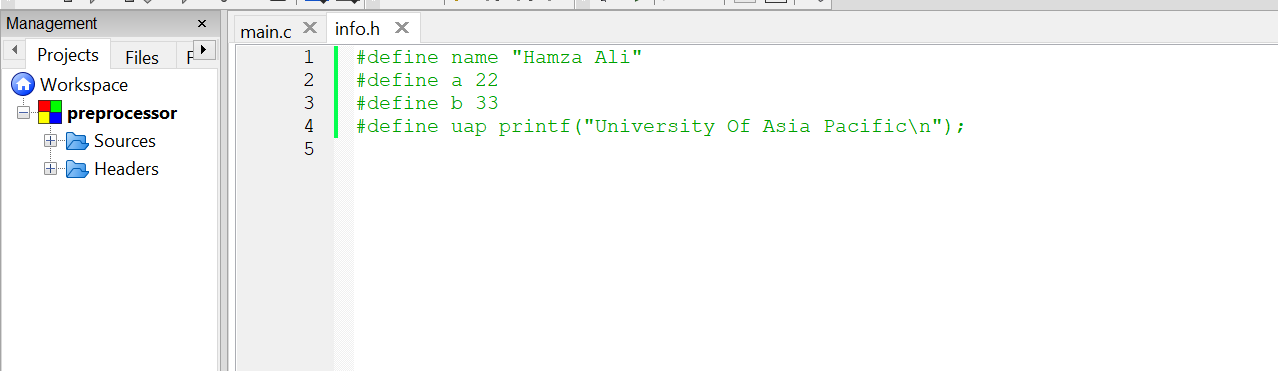 Management ×
Projects Files
Workspace
preprocessor
Sources
Headers
main.c info.h
1 #define name "Hamza Ali"
2 #define a 22
3 #define b 33
4 #define uap printf("University Of Asia Pacific\n");
5